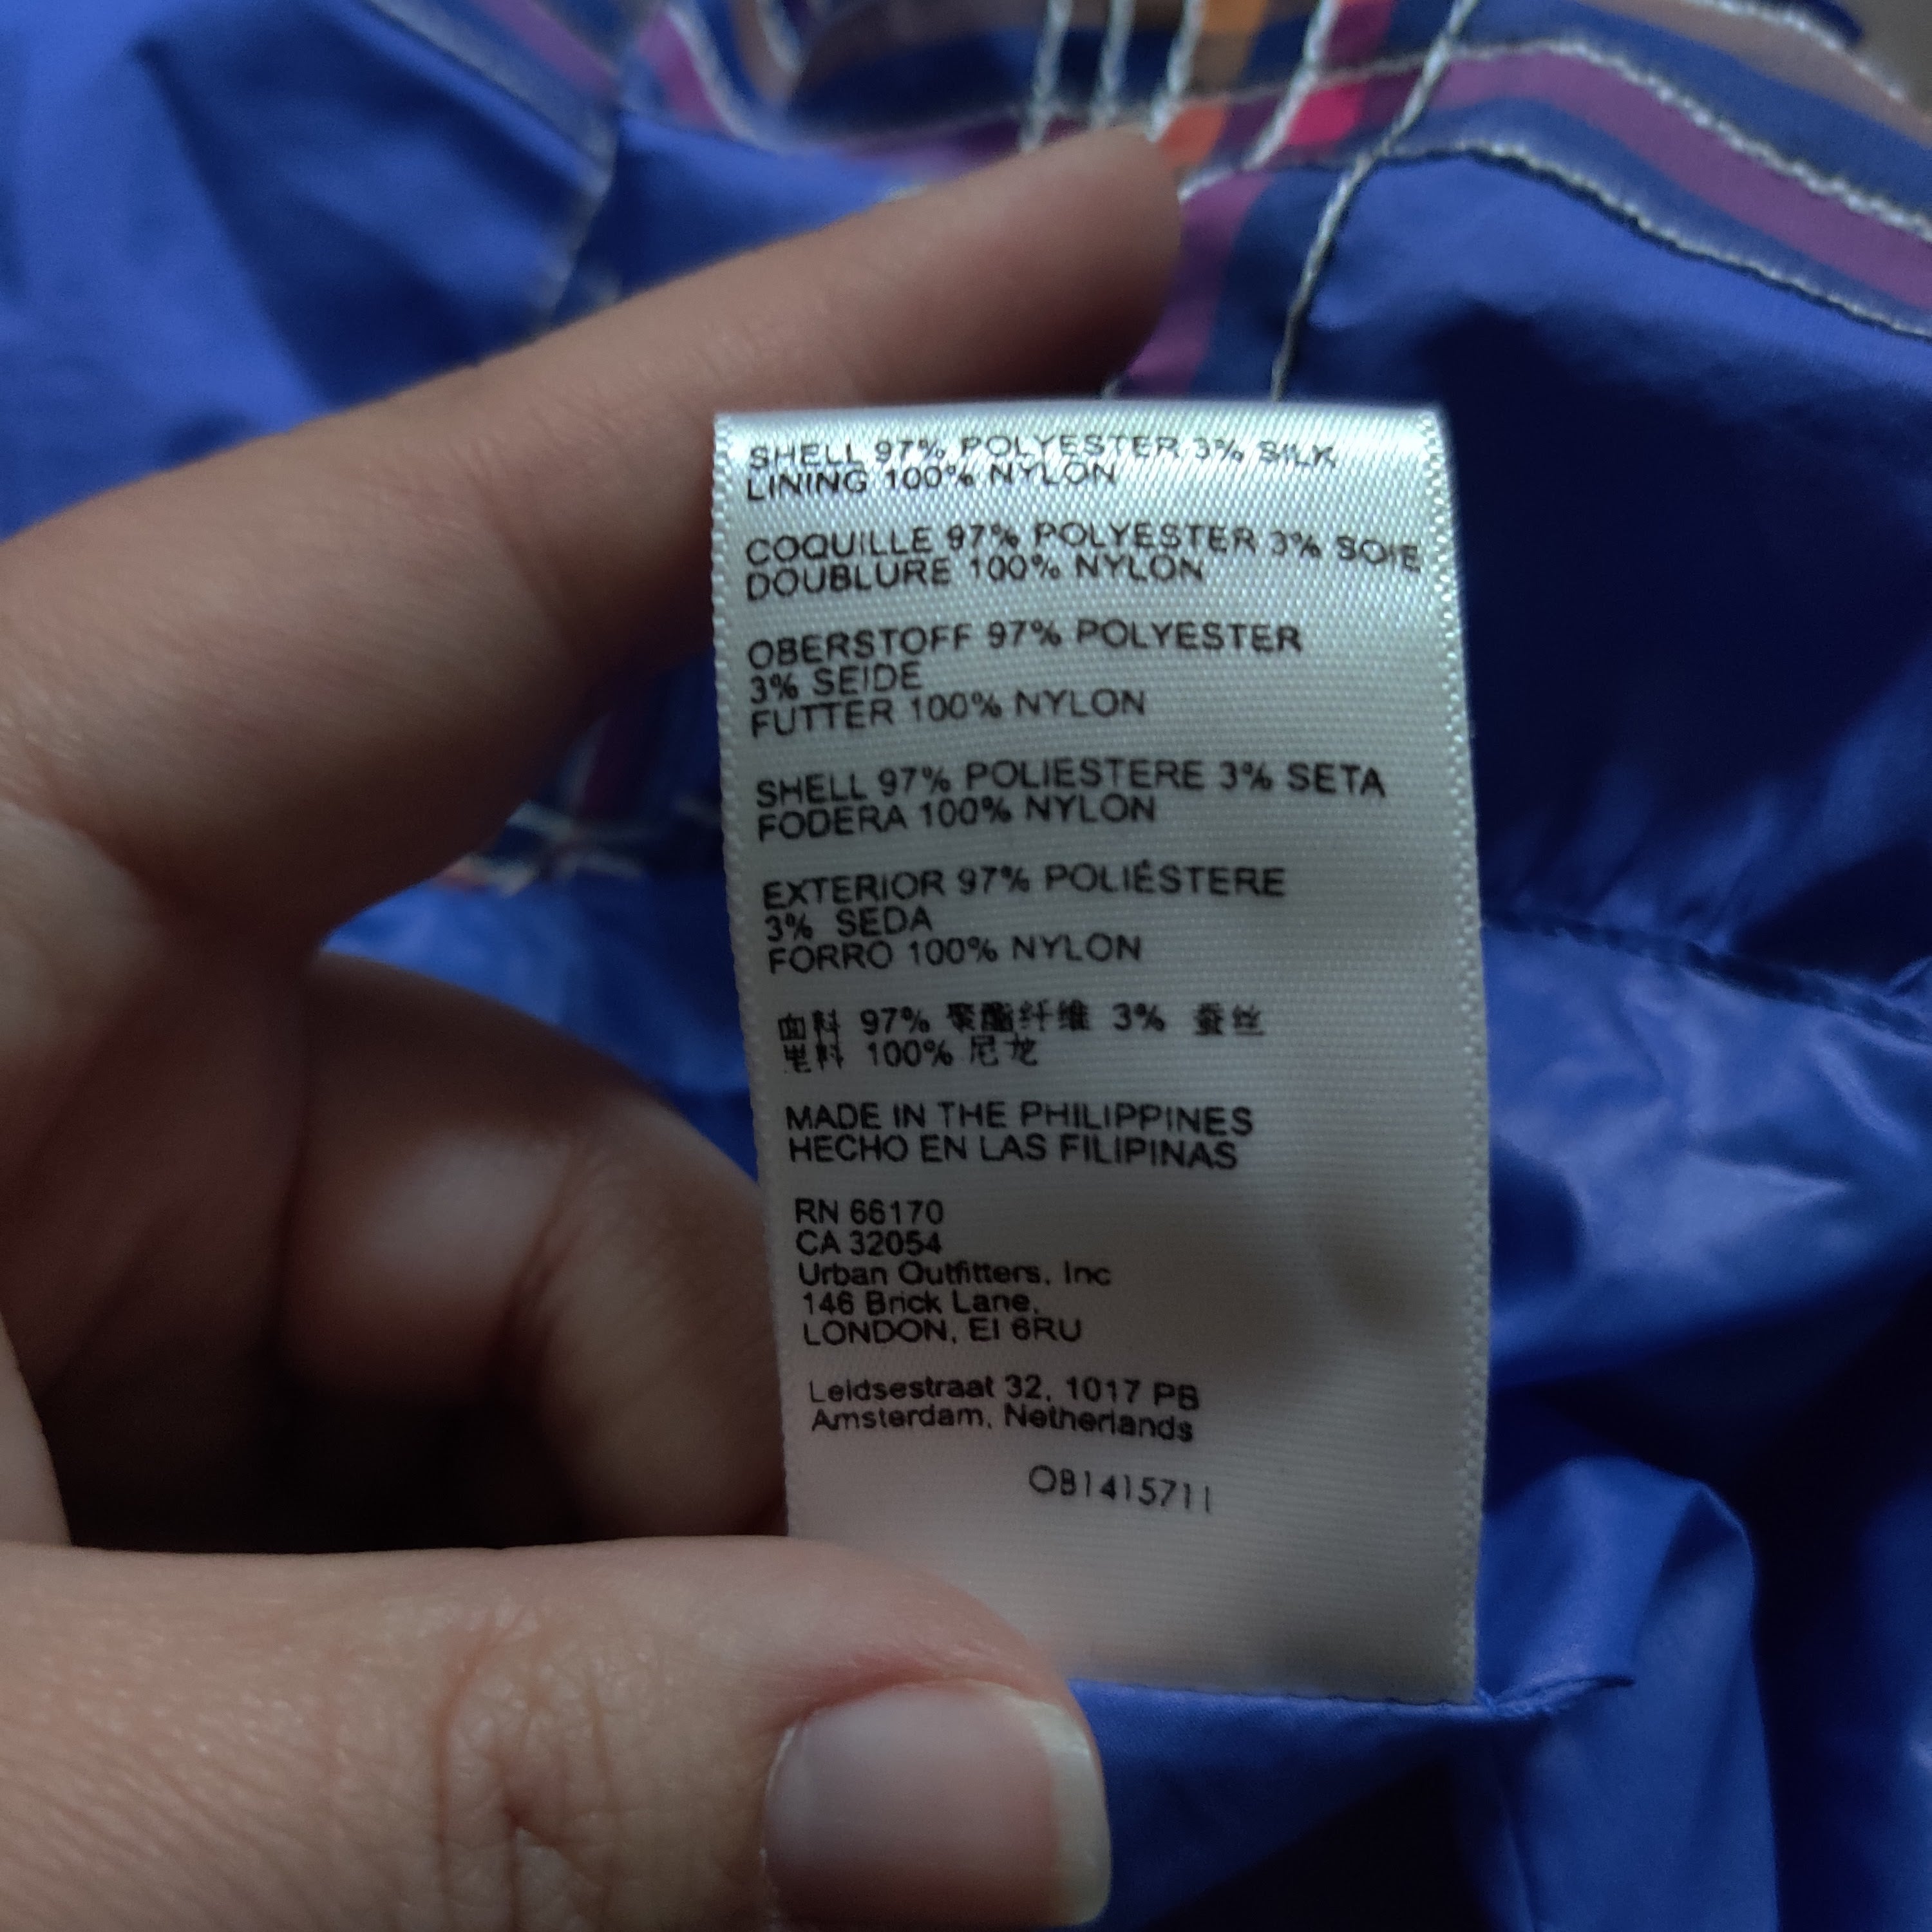 SHELL 97% POLYESTER 3% SILK
LINING 100% NYLON
COQUILLE 97% POLYESTER 3% SOIE
DOUBLURE 100% NYLON
OBERSTOFF 97% POLYESTER
3% SEIDE
FUTTER 100% NYLON
SHELL 97% POLIESTERE 3% SETA
FODERA 100% NYLON
EXTERIOR 97% POLIÉSTERE
3% SEDA
FORRO 100% NYLON
面料 97% 聚酯纤维 3% 蚕丝
里料 100% 尼龙
MADE IN THE PHILIPPINES
HECHO EN LAS FILIPINAS
RN 66170
CA 32054
Urban Outfitters, Inc
146 Brick Lane,
LONDON, EI 6RU
Leidsestraat 32, 1017 PB
Amsterdam, Netherlands
OB1415711